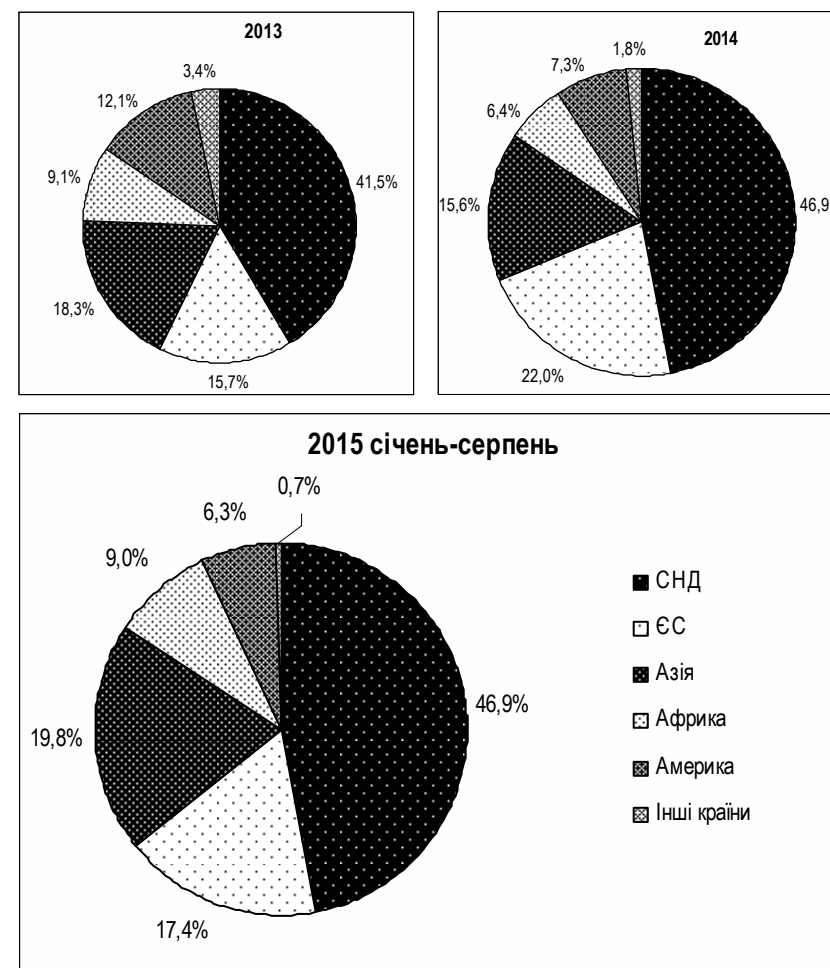 2013
3,4%
12,1%
9,1%
41,5%
18,3%
15,7%
2014
1,8%
7,3%
6,4%
15,6%
46,9
22,0%
2015 січень-серпень
0,7%
6,3%
9,0%
46,9%
19,8%
17,4%
СНД
ЄС
Азія
Африка
Америка
Інші країни